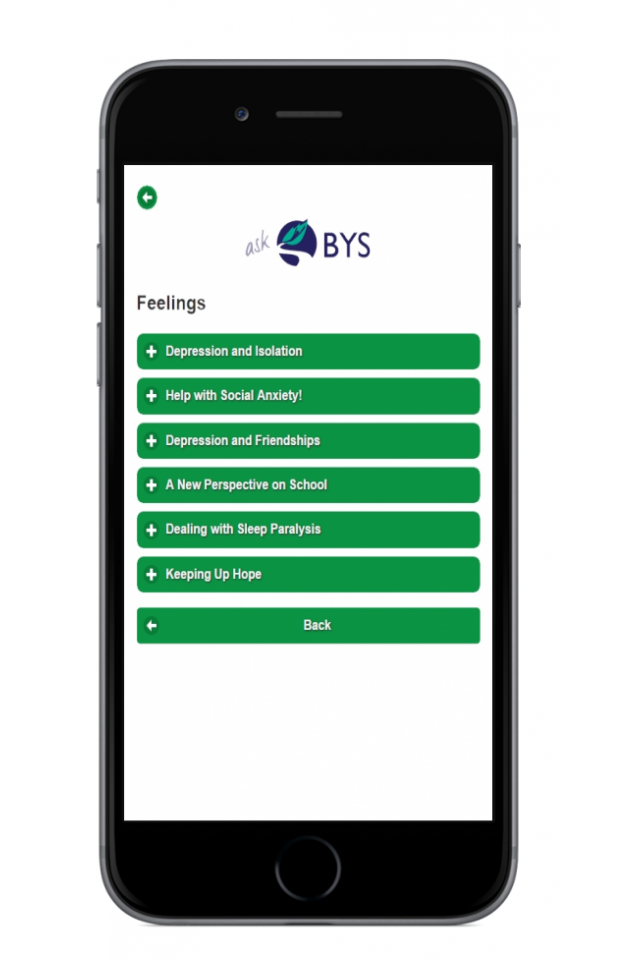 ask BYS
Feelings
Depression and Isolation
Help with Social Anxiety!
Depression and Friendships
A New Perspective on School
Dealing with Sleep Paralysis
Keeping Up Hope
Back